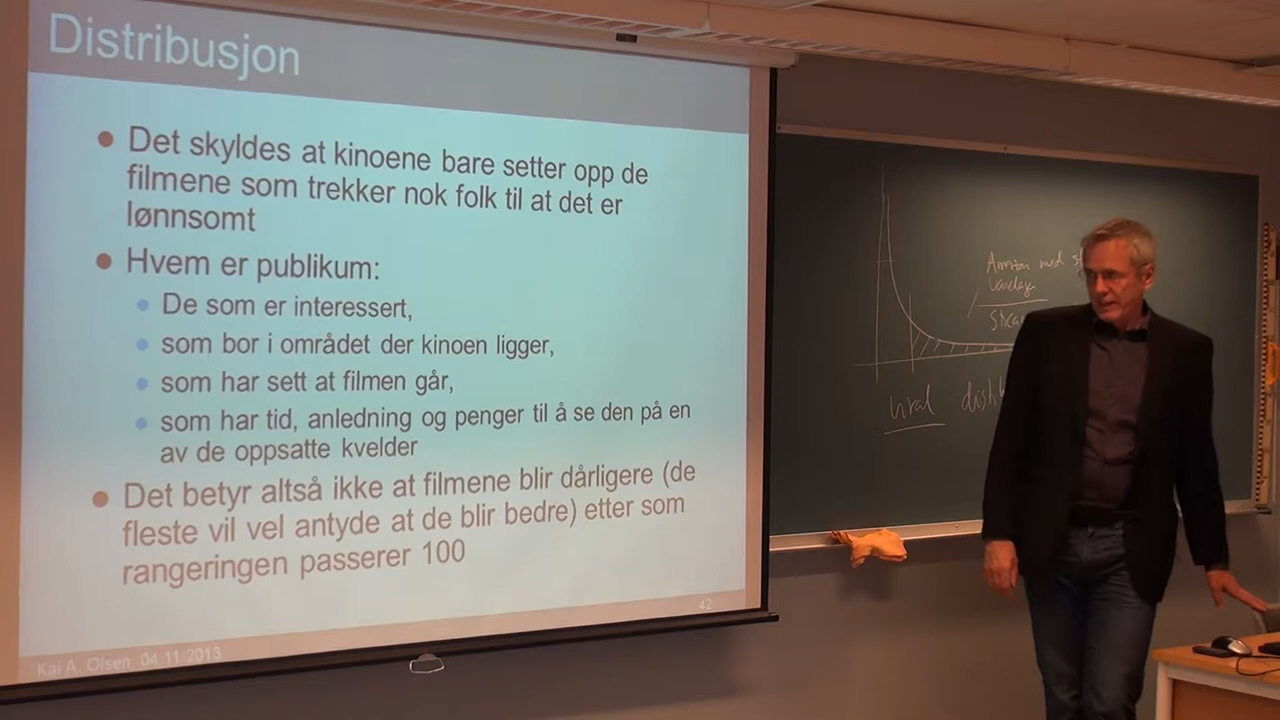 Distribusjon
Det skyldes at kinoene bare setter opp de
filmene som trekker nok folk til at det er
lønnsomt
Hvem er publikum:
De som er interessert,
som bor i området der kinoen ligger,
som har sett at filmen går,
som har tid, anledning og penger til å se den på en
av de oppsatte kvelder
Det betyr altså ikke at filmene blir dårligere (de
fleste vil vel antyde at de blir bedre) etter som
rangeringen passerer 100
42
Kai A. Olsen, 04.11.2013
med